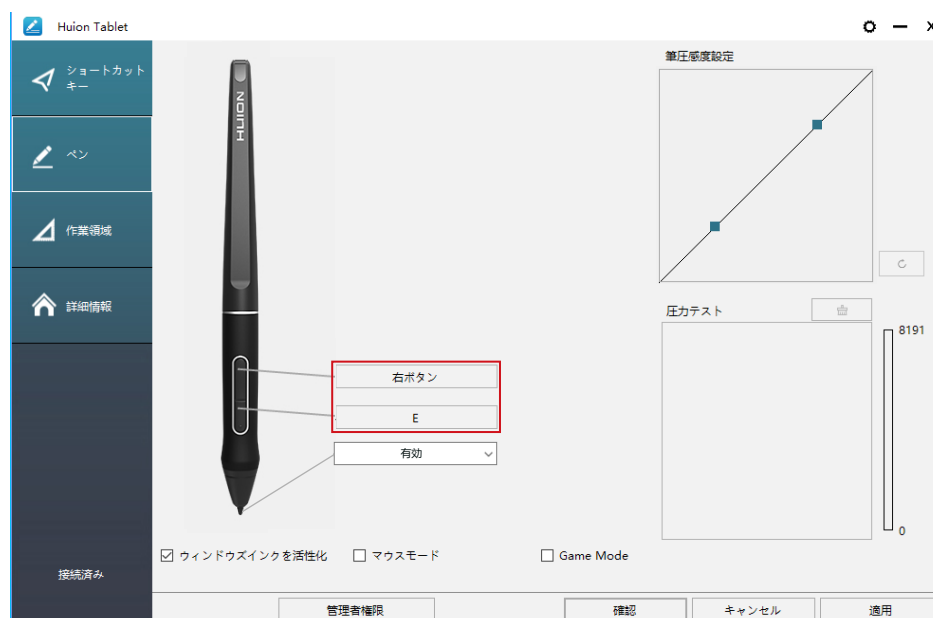 Huion Tablet
ショートカット
キー
ペン
作業領域
詳細情報
接続済み
HUION
右ボタン
E
有効
筆圧感度設定
圧力テスト
8191
0
ウィンドウズインクを活性化
マウスモード
Game Mode
管理者権限
確認
キャンセル
適用